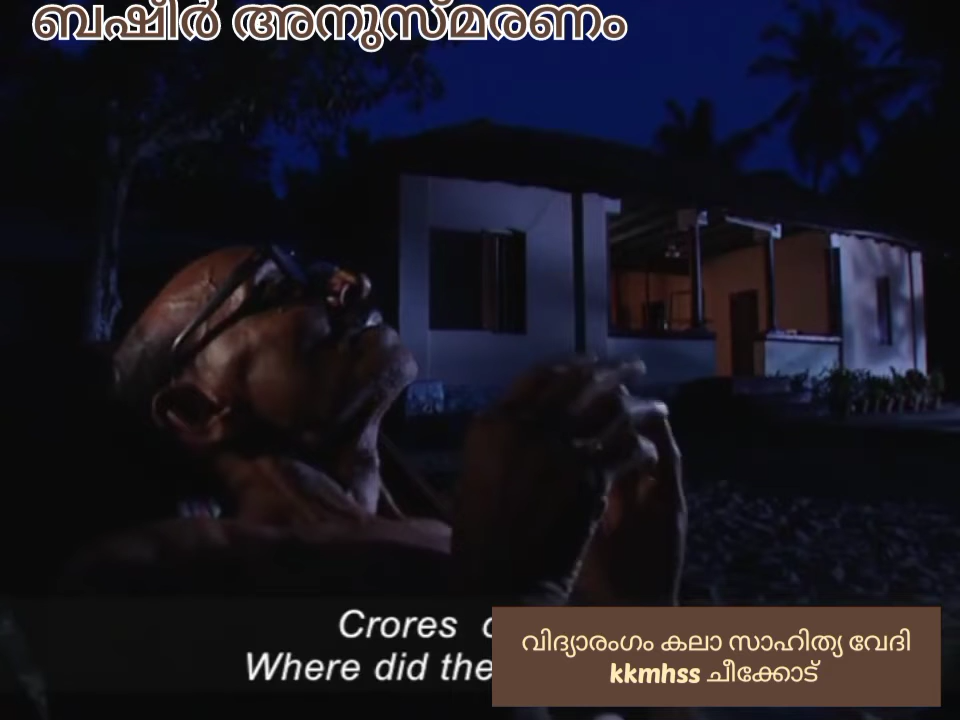 ബഷീർ അനുസ്മരണം
Crores
Where did the
വിദ്യാരംഗം കലാ സാഹിത്യ വേദി
kkmhss ചീക്കോട്